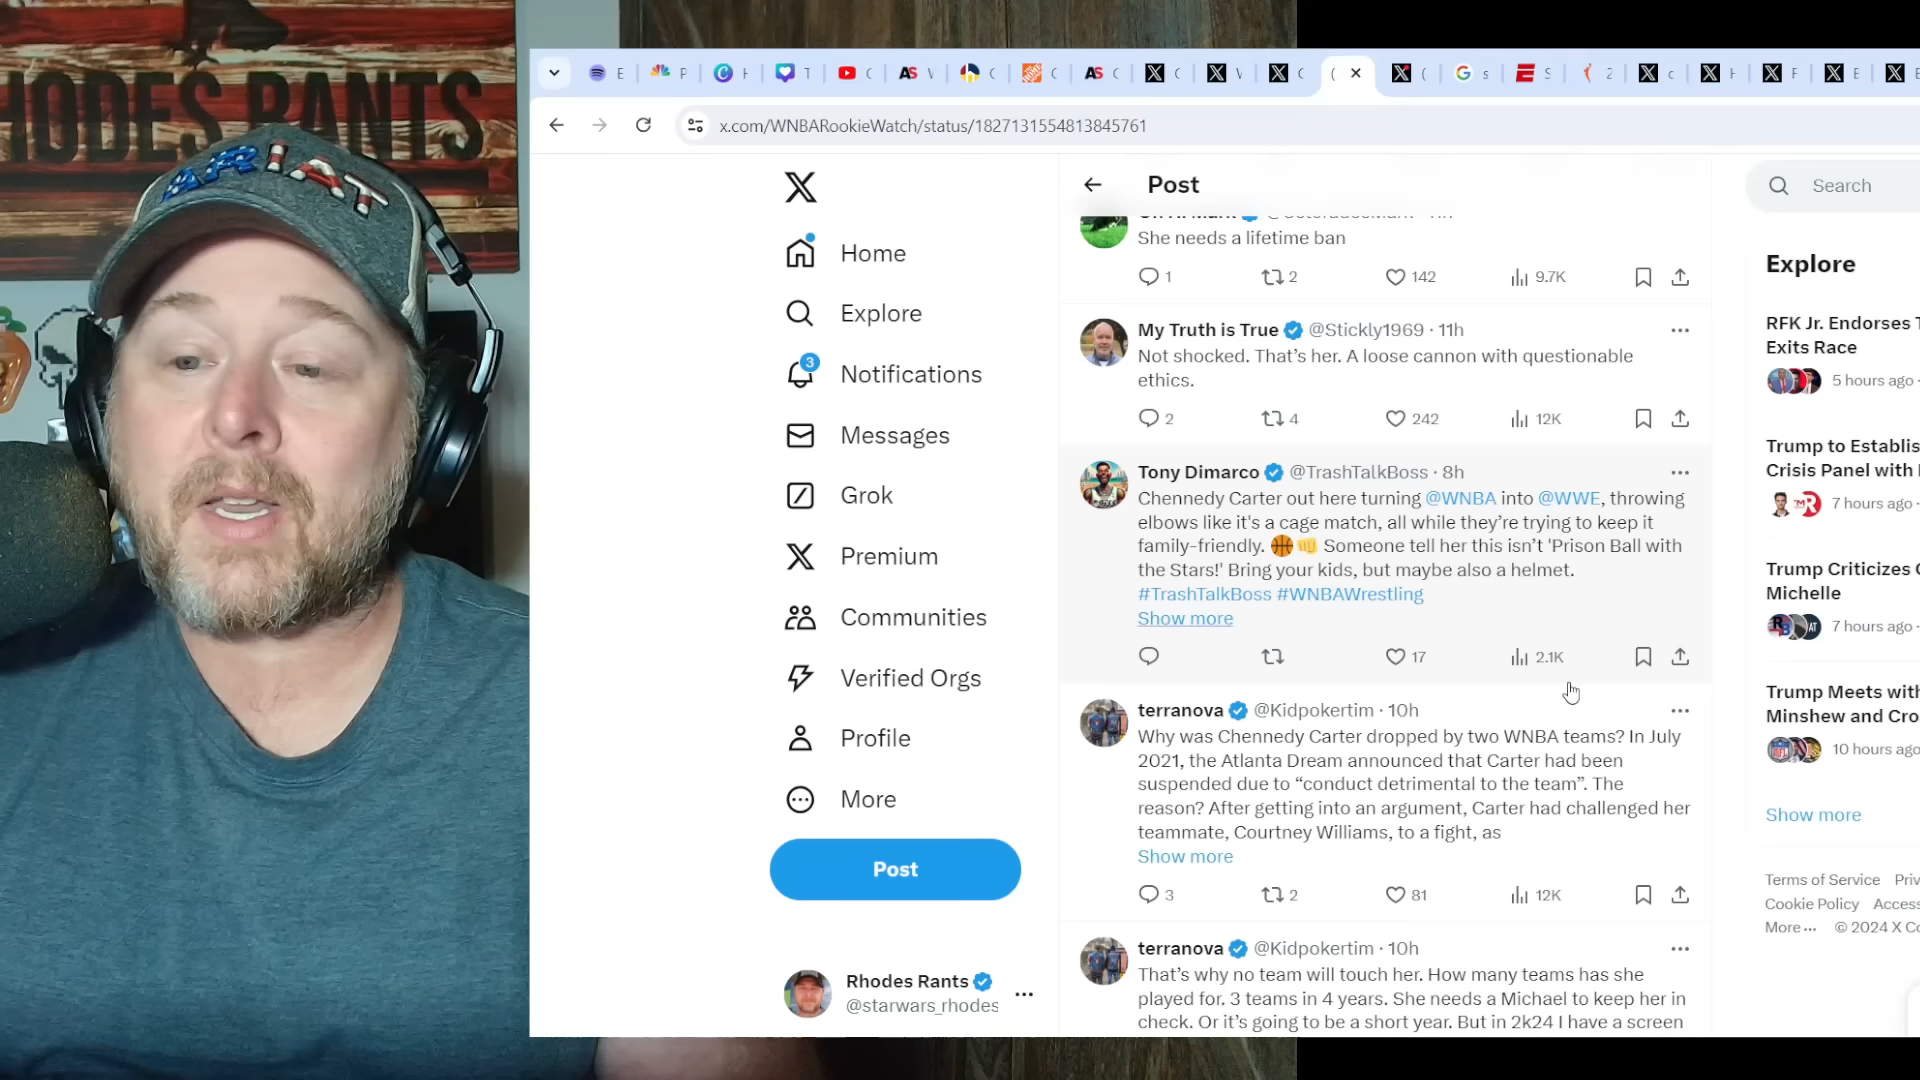 RHODES RANTS
ARIAT
x.com/WNBARookieWatch/status/1827131554813845761
Post
Search
She needs a lifetime ban
1
2
142
9.7K
My Truth is True @Stickly1969 · 11h
Not shocked. That's her. A loose cannon with questionable
ethics.
2
4
242
12K
Tony Dimarco @TrashTalkBoss · 8h
Chennedy Carter out here turning @WNBA into @WWE, throwing
elbows like it's a cage match, all while they're trying to keep it
family-friendly. 🏀👊 Someone tell her this isn't 'Prison Ball with
the Stars!' Bring your kids, but maybe also a helmet.
#TrashTalkBoss #WNBAWrestling
Show more
17
2.1K
terranova @Kidpokertim · 10h
Why was Chennedy Carter dropped by two WNBA teams? In July
2021, the Atlanta Dream announced that Carter had been
suspended due to “conduct detrimental to the team”. The
reason? After getting into an argument, Carter had challenged her
teammate, Courtney Williams, to a fight, as
Show more
3
2
81
12K
terranova @Kidpokertim · 10h
That's why no team will touch her. How many teams has she
played for. 3 teams in 4 years. She needs a Michael to keep her in
check. Or it's going to be a short year. But in 2k24 I have a screen
Home
Explore
3
Notifications
Messages
Grok
Premium
Communities
Verified Orgs
Profile
More
Post
Rhodes Rants
@starwars_rhodes
Explore
RFK Jr. Endorses T
Exits Race
5 hours ago ·
Trump to Establis
Crisis Panel with
7 hours ago ·
Trump Criticizes
Michelle
7 hours ago ·
Trump Meets with
Minshew and Cro
10 hours ago
Show more
Terms of Service Priv
Cookie Policy Access
More ··· © 2024 X Co